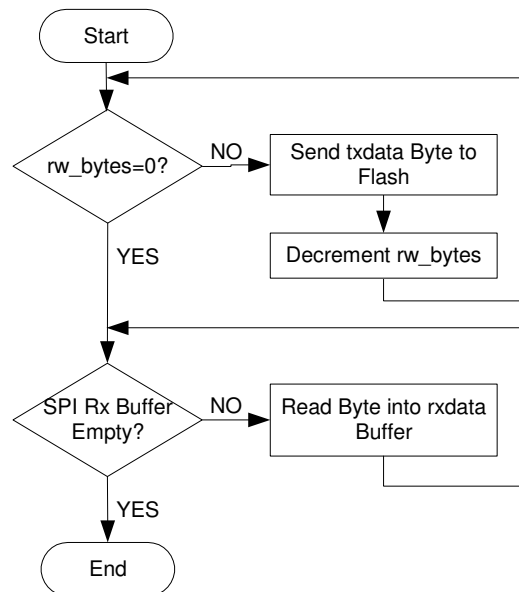 Start
rw_bytes=0?
NO
Send txdata Byte to
Flash
YES
Decrement rw_bytes
SPI Rx Buffer
Empty?
NO
Read Byte into rxdata
Buffer
YES
End